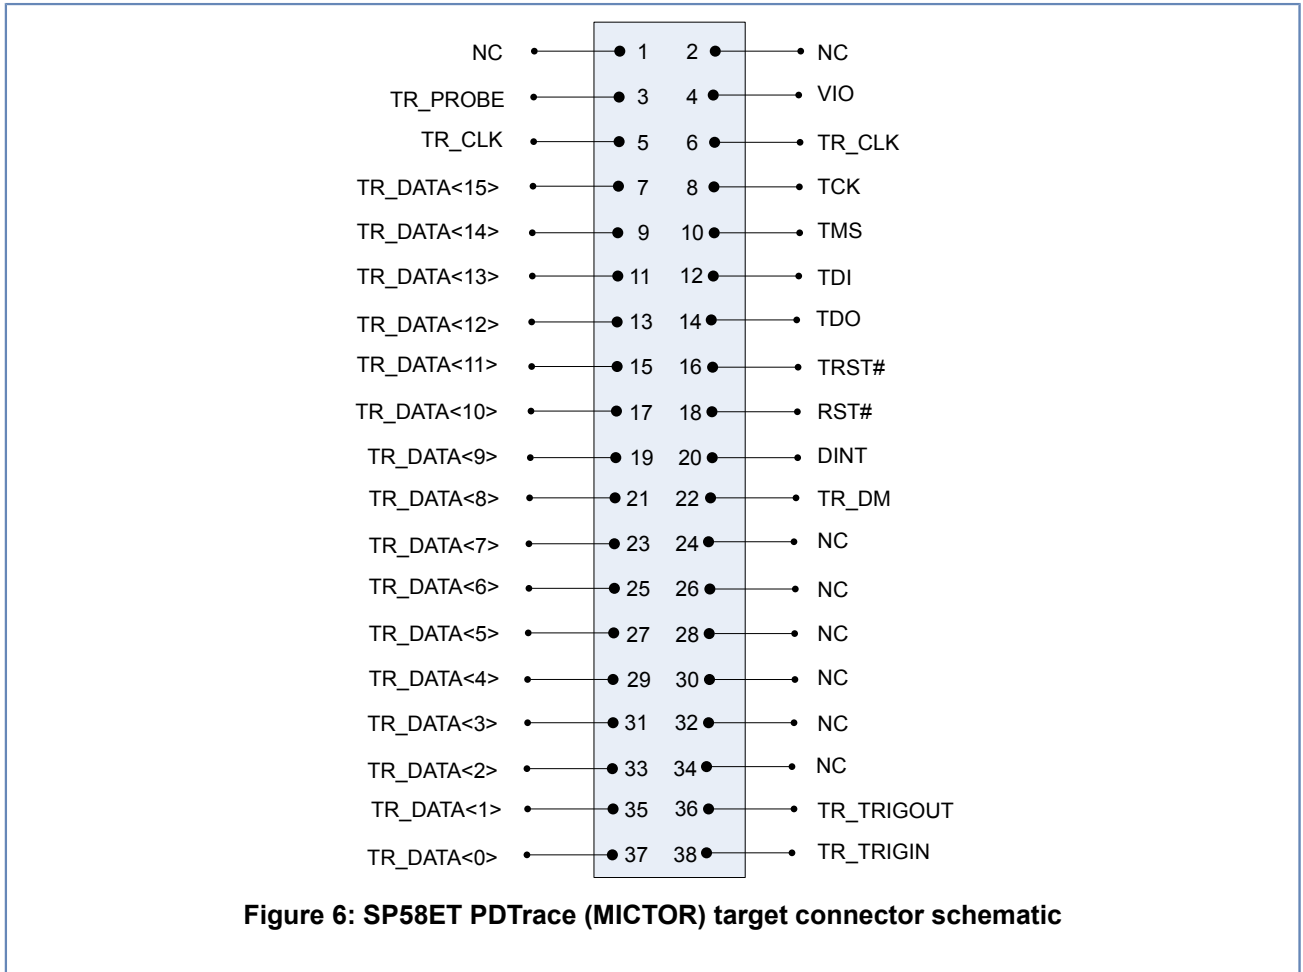 NC 1 2 NC
TR_PROBE 3 4 VIO
TR_CLK 5 6 TR_CLK
TR_DATA<15> 7 8 TCK
TR_DATA<14> 9 10 TMS
TR_DATA<13> 11 12 TDI
TR_DATA<12> 13 14 TDO
TR_DATA<11> 15 16 TRST#
TR_DATA<10> 17 18 RST#
TR_DATA<9> 19 20 DINT
TR_DATA<8> 21 22 TR_DM
TR_DATA<7> 23 24 NC
TR_DATA<6> 25 26 NC
TR_DATA<5> 27 28 NC
TR_DATA<4> 29 30 NC
TR_DATA<3> 31 32 NC
TR_DATA<2> 33 34 NC
TR_DATA<1> 35 36 TR_TRIGOUT
TR_DATA<0> 37 38 TR_TRIGIN
Figure 6: SP58ET PDTrace (MICTOR) target connector schematic